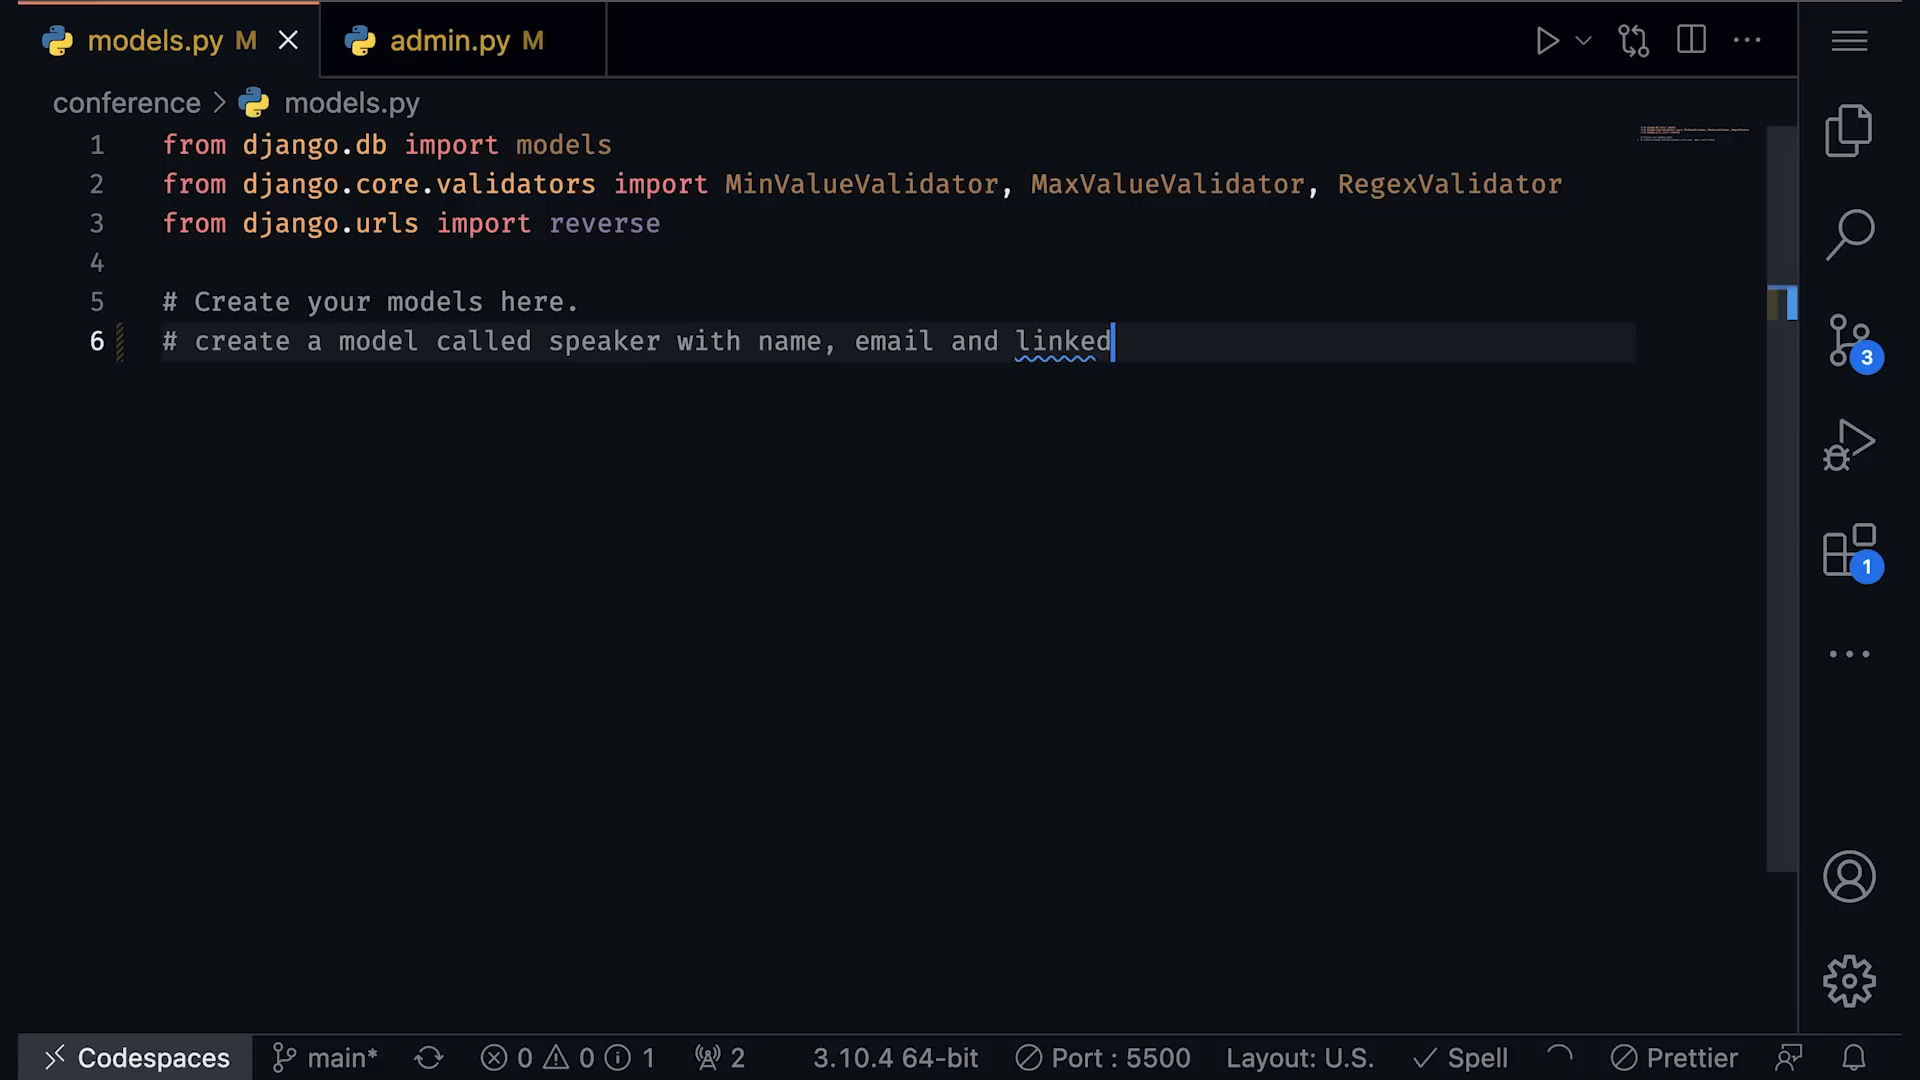 models.py M
admin.py M
conference > models.py
1 from django.db import models
2 from django.core.validators import MinValueValidator, MaxValueValidator, RegexValidator
3 from django.urls import reverse
4
5 # Create your models here.
6 # create a model called speaker with name, email and linked
3
1
Codespaces main* 0 0 1 2 3.10.4 64-bit Port : 5500 Layout: U.S. Spell Prettier